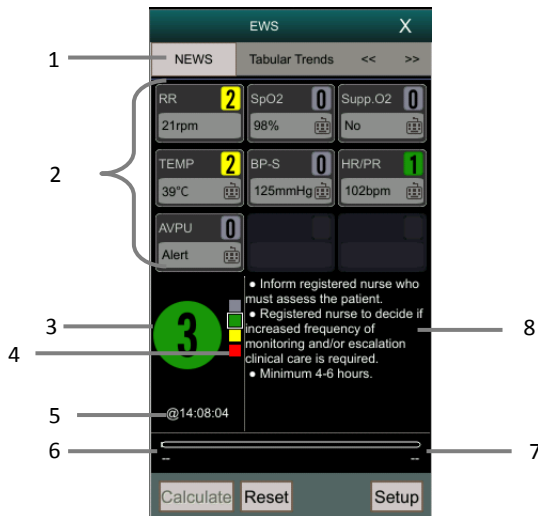 EWS X
1 NEWS Tabular Trends << >>
RR 2 SpO2 0 Supp.O2 0
21rpm 98% No
2
TEMP 2 BP-S 0 HR/PR 1
39°C 125mmHg 102bpm
AVPU 0
Alert
● Inform registered nurse who
must assess the patient.
● Registered nurse to decide if
increased frequency of
monitoring and/or escalation
clinical care is required.
● Minimum 4-6 hours.
3 3 8
4
5 @14:08:04
6 -- -- 7
Calculate Reset Setup